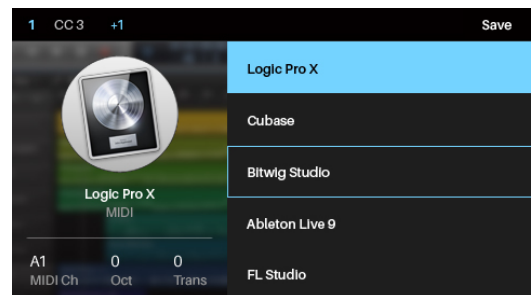 1 CC 3 +1 Save
Logic Pro X
MIDI
A1 0 0
MIDI Ch Oct Trans
Logic Pro X
Cubase
Bitwig Studio
Ableton Live 9
FL Studio